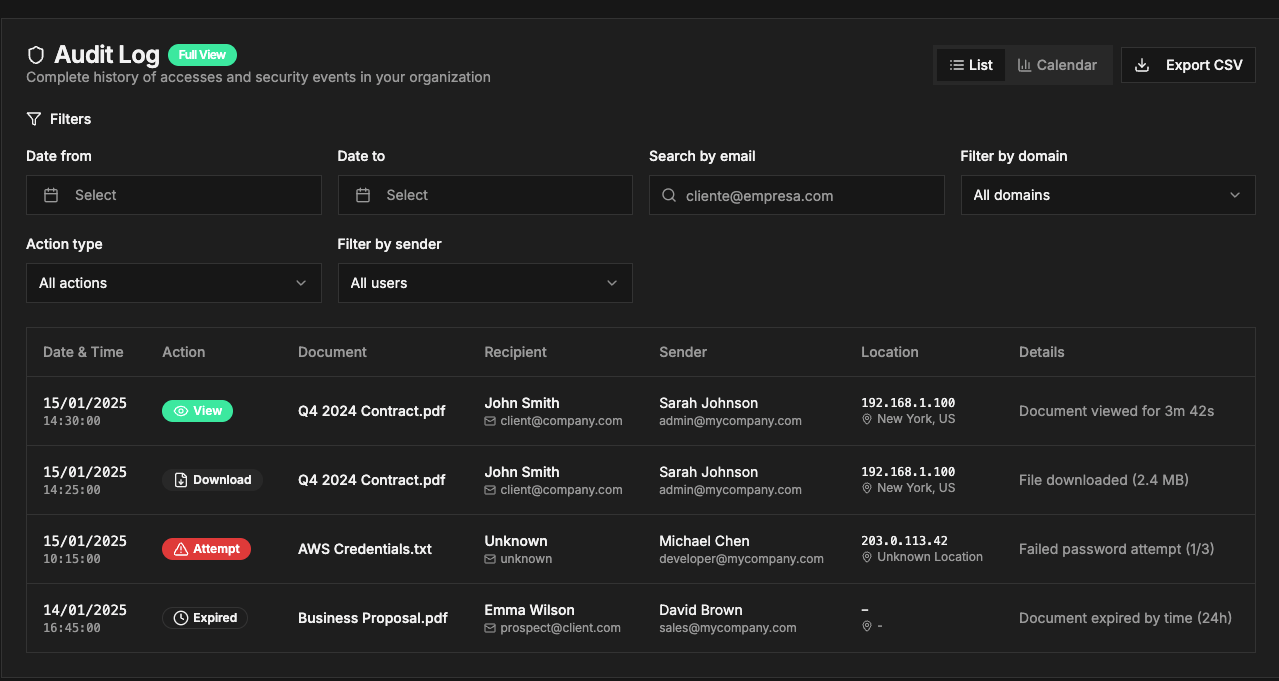 Audit Log Full View
Complete history of accesses and security events in your organization
List Calendar Export CSV
Filters
Date from Date to Search by email Filter by domain
Select Select cliente@empresa.com All domains
Action type Filter by sender
All actions All users
Date & Time Action Document Recipient Sender Location Details
15/01/2025 View Q4 2024 Contract.pdf John Smith Sarah Johnson 192.168.1.100 Document viewed for 3m 42s
14:30:00 client@company.com admin@mycompany.com New York, US
15/01/2025 Download Q4 2024 Contract.pdf John Smith Sarah Johnson 192.168.1.100 File downloaded (2.4 MB)
14:25:00 client@company.com admin@mycompany.com New York, US
15/01/2025 Attempt AWS Credentials.txt Unknown Michael Chen 203.0.113.42 Failed password attempt (1/3)
10:15:00 unknown developer@mycompany.com Unknown Location
14/01/2025 Expired Business Proposal.pdf Emma Wilson David Brown – Document expired by time (24h)
16:45:00 prospect@client.com sales@mycompany.com -